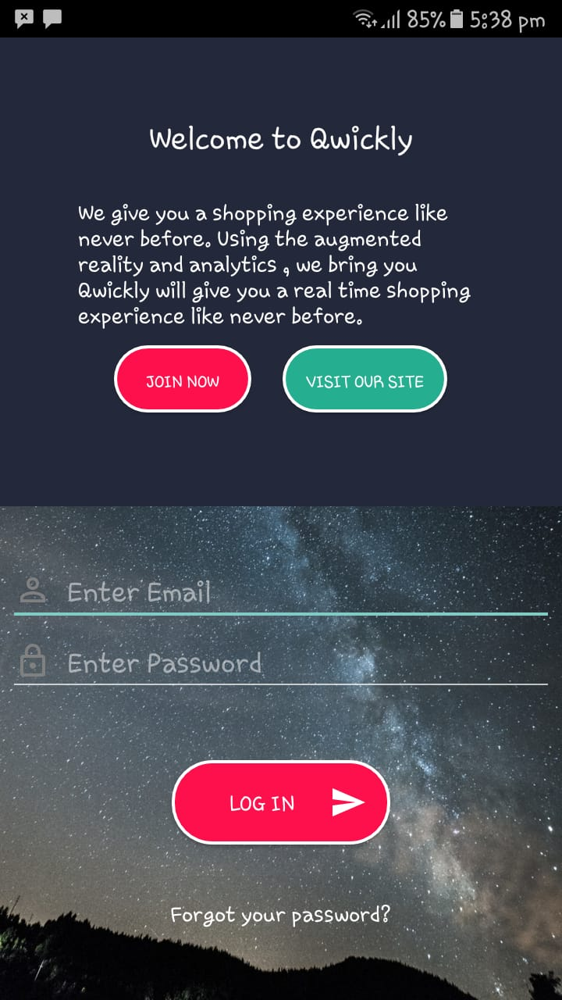 85% 5:38 pm
Welcome to Qwickly
We give you a shopping experience like
never before. Using the augmented
reality and analytics , we bring you
Qwickly will give you a real time shopping
experience like never before.
JOIN NOW
VISIT OUR SITE
Enter Email
Enter Password
LOG IN
Forgot your password?